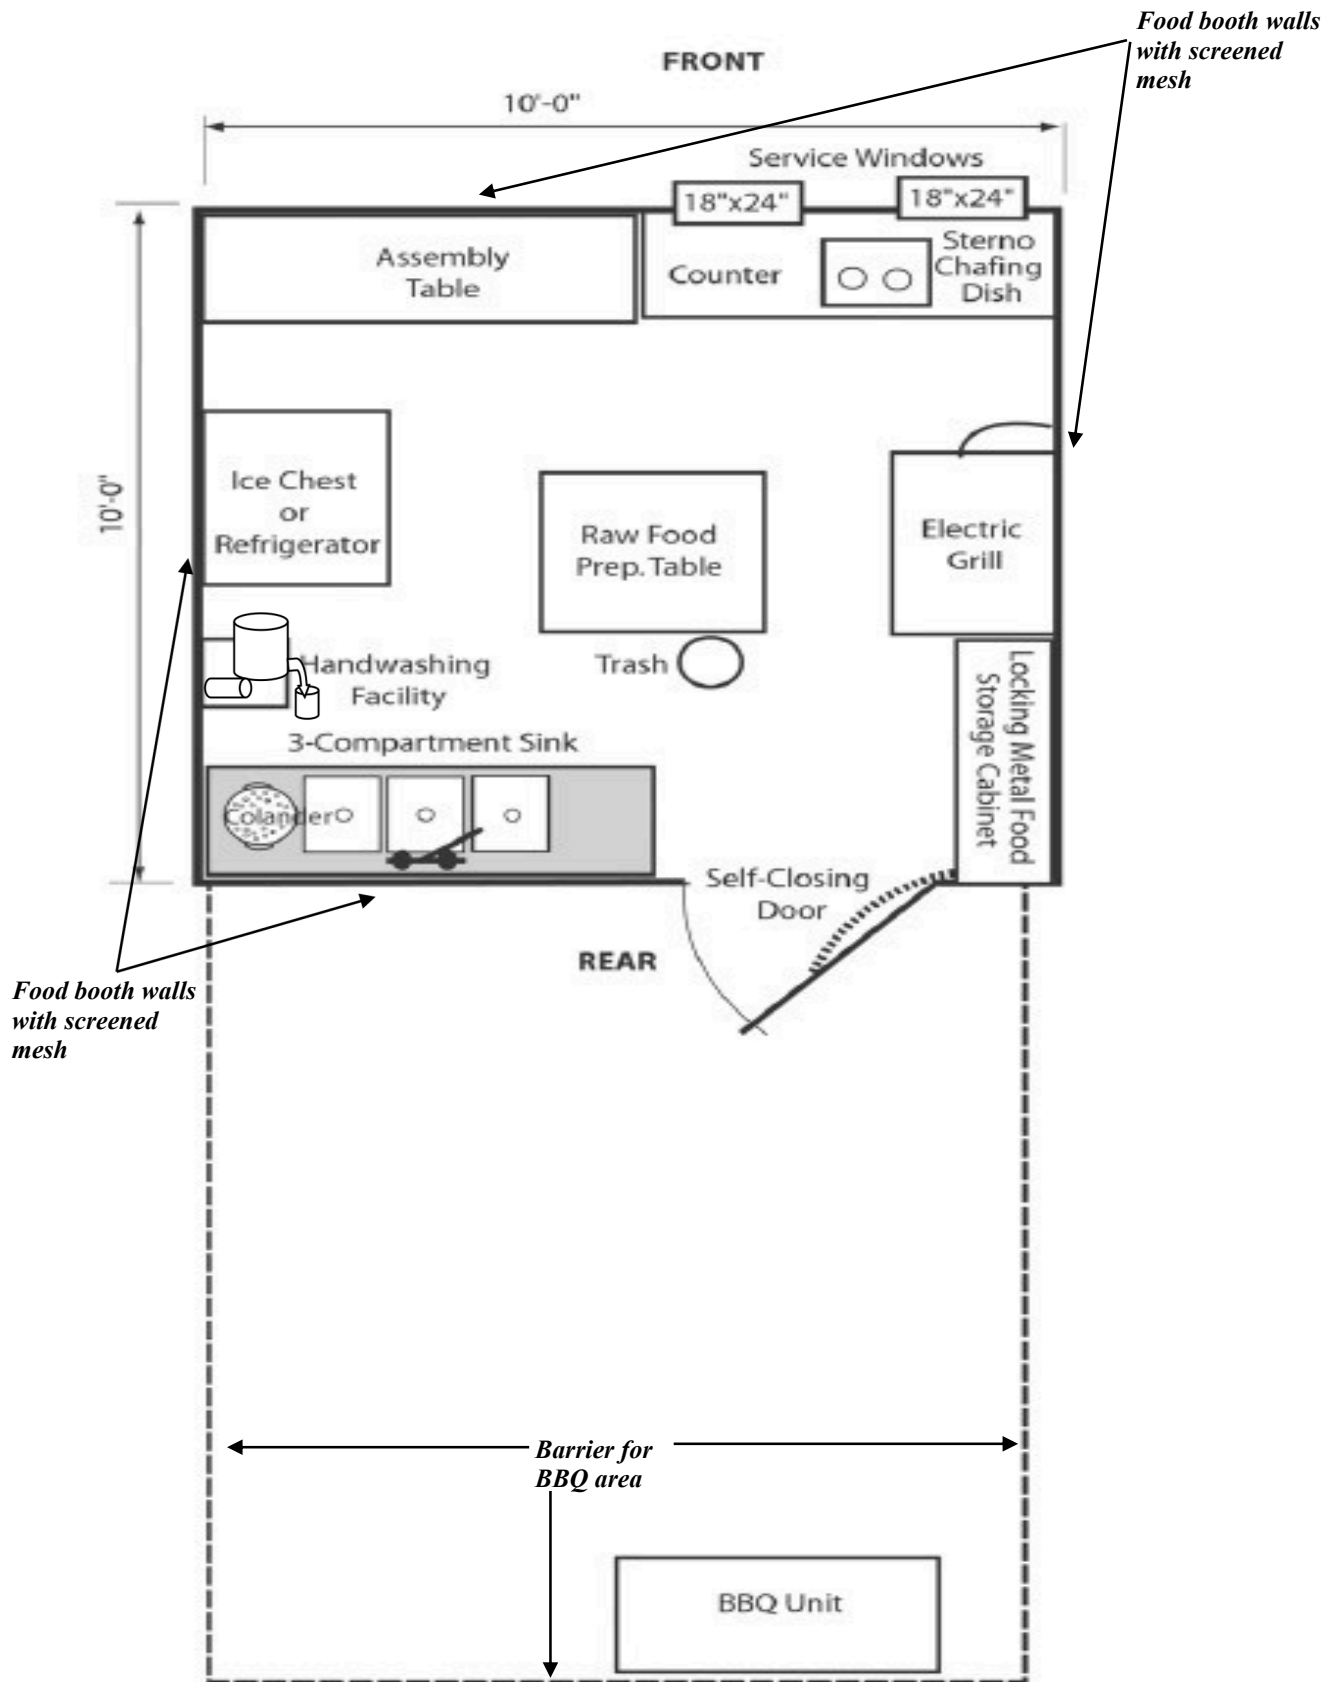 Food booth walls
with screened
mesh
FRONT
10'-0"
Service Windows
18"x24"
18"x24"
Assembly
Table
Counter
Sterno
Chafing
Dish
10'-0"
Ice Chest
or
Refrigerator
Raw Food
Prep. Table
Electric
Grill
Handwashing
Facility
Trash
Locking Metal Food
Storage Cabinet
3-Compartment Sink
Colander
Self-Closing
Door
REAR
Food booth walls
with screened
mesh
Barrier for
BBQ area
BBQ Unit